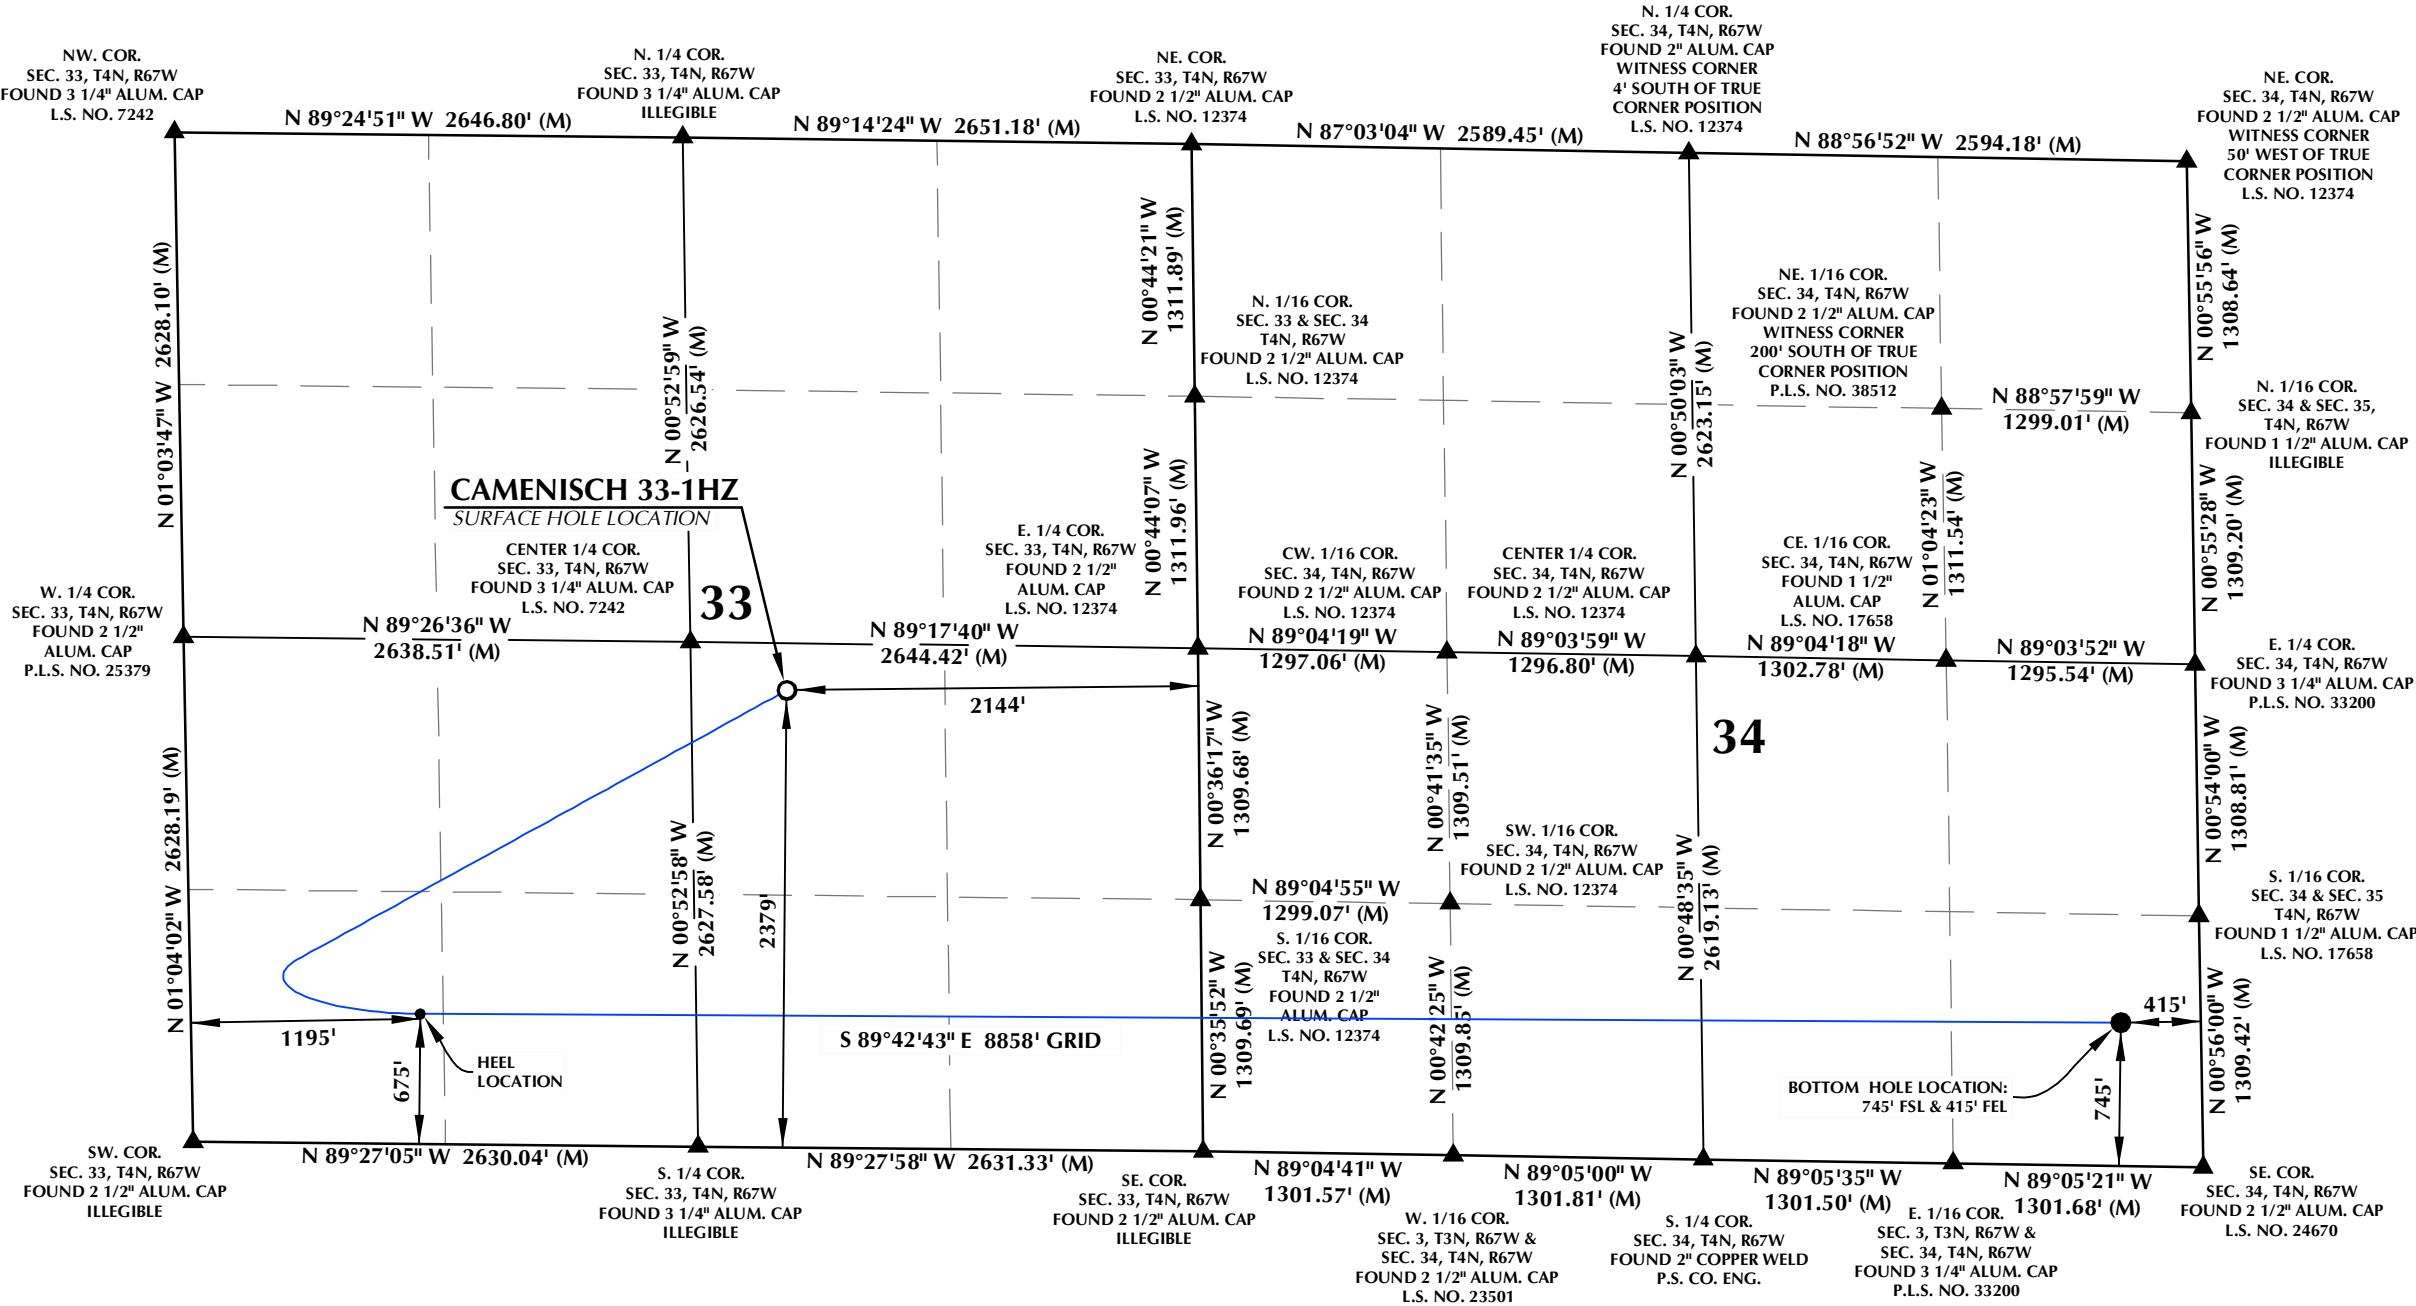 NW. COR.
SEC. 33, T4N, R67W
FOUND 3 1/4" ALUM. CAP
L.S. NO. 7242
N 89°24'51" W 2646.80' (M)
N. 1/4 COR.
SEC. 33, T4N, R67W
FOUND 3 1/4" ALUM. CAP
ILLEGIBLE
N 89°14'24" W 2651.18' (M)
NE. COR.
SEC. 33, T4N, R67W
FOUND 2 1/2" ALUM. CAP
L.S. NO. 12374
N 87°03'04" W 2589.45' (M)
N. 1/4 COR.
SEC. 34, T4N, R67W
FOUND 2" ALUM. CAP
WITNESS CORNER
4' SOUTH OF TRUE
CORNER POSITION
L.S. NO. 12374
N 88°56'52" W 2594.18' (M)
NE. COR.
SEC. 34, T4N, R67W
FOUND 2 1/2" ALUM. CAP
WITNESS CORNER
50' WEST OF TRUE
CORNER POSITION
L.S. NO. 12374
N 01°03'47" W 2628.10' (M)
N 00°52'59" W
2626.54' (M)
N 00°44'21" W
1311.89' (M)
N. 1/16 COR.
SEC. 33 & SEC. 34
T4N, R67W
FOUND 2 1/2" ALUM. CAP
L.S. NO. 12374
N 00°50'03" W
2623.15' (M)
NE. 1/16 COR.
SEC. 34, T4N, R67W
FOUND 2 1/2" ALUM. CAP
WITNESS CORNER
200' SOUTH OF TRUE
CORNER POSITION
P.L.S. NO. 38512
N 00°55'56" W
1308.64' (M)
N 88°57'59" W
1299.01' (M)
N. 1/16 COR.
SEC. 34 & SEC. 35,
T4N, R67W
FOUND 1 1/2" ALUM. CAP
ILLEGIBLE
CAMENISCH 33-1HZ
SURFACE HOLE LOCATION
N 00°44'07" W
1311.96' (M)
N 01°04'23" W
1311.54' (M)
N 00°55'28" W
1309.20' (M)
W. 1/4 COR.
SEC. 33, T4N, R67W
FOUND 2 1/2"
ALUM. CAP
P.L.S. NO. 25379
CENTER 1/4 COR.
SEC. 33, T4N, R67W
FOUND 3 1/4" ALUM. CAP
L.S. NO. 7242
33
E. 1/4 COR.
SEC. 33, T4N, R67W
FOUND 2 1/2"
ALUM. CAP
L.S. NO. 12374
CW. 1/16 COR.
SEC. 34, T4N, R67W
FOUND 2 1/2" ALUM. CAP
L.S. NO. 12374
CENTER 1/4 COR.
SEC. 34, T4N, R67W
FOUND 2 1/2" ALUM. CAP
L.S. NO. 12374
CE. 1/16 COR.
SEC. 34, T4N, R67W
FOUND 1 1/2"
ALUM. CAP
L.S. NO. 17658
N 89°26'36" W
2638.51' (M)
N 89°17'40" W
2644.42' (M)
N 89°04'19" W
1297.06' (M)
N 89°03'59" W
1296.80' (M)
N 89°04'18" W
1302.78' (M)
N 89°03'52" W
1295.54' (M)
E. 1/4 COR.
SEC. 34, T4N, R67W
FOUND 3 1/4" ALUM. CAP
P.L.S. NO. 33200
2144'
34
N 01°04'02" W 2628.19' (M)
N 00°52'58" W
2627.58' (M)
2379'
N 00°36'17" W
1309.68' (M)
N 00°41'35" W
1309.51' (M)
SW. 1/16 COR.
SEC. 34, T4N, R67W
FOUND 2 1/2" ALUM. CAP
L.S. NO. 12374
N 00°48'35" W
2619.13' (M)
N 00°54'00" W
1308.81' (M)
N 89°04'55" W
1299.07' (M)
S. 1/16 COR.
SEC. 33 & SEC. 34
T4N, R67W
FOUND 2 1/2"
ALUM. CAP
L.S. NO. 12374
S. 1/16 COR.
SEC. 34 & SEC. 35
T4N, R67W
FOUND 1 1/2" ALUM. CAP
L.S. NO. 17658
1195'
675'
HEEL
LOCATION
S 89°42'43" E 8858' GRID
N 00°35'52" W
1309.69' (M)
N 00°42'25" W
1309.85' (M)
415'
BOTTOM HOLE LOCATION:
745' FSL & 415' FEL
745'
N 00°56'00" W
1309.42' (M)
SW. COR.
SEC. 33, T4N, R67W
FOUND 2 1/2" ALUM. CAP
ILLEGIBLE
N 89°27'05" W 2630.04' (M)
S. 1/4 COR.
SEC. 33, T4N, R67W
FOUND 3 1/4" ALUM. CAP
ILLEGIBLE
N 89°27'58" W 2631.33' (M)
SE. COR.
SEC. 33, T4N, R67W
FOUND 2 1/2" ALUM. CAP
ILLEGIBLE
N 89°04'41" W
1301.57' (M)
W. 1/16 COR.
SEC. 3, T3N, R67W &
SEC. 34, T4N, R67W
FOUND 2 1/2" ALUM. CAP
L.S. NO. 23501
N 89°05'00" W
1301.81' (M)
S. 1/4 COR.
SEC. 34, T4N, R67W
FOUND 2" COPPER WELD
P.S. CO. ENG.
N 89°05'35" W
1301.50' (M)
E. 1/16 COR.
SEC. 3, T3N, R67W &
SEC. 34, T4N, R67W
FOUND 3 1/4" ALUM. CAP
P.L.S. NO. 33200
N 89°05'21" W
1301.68' (M)
SE. COR.
SEC. 34, T4N, R67W
FOUND 2 1/2" ALUM. CAP
L.S. NO. 24670